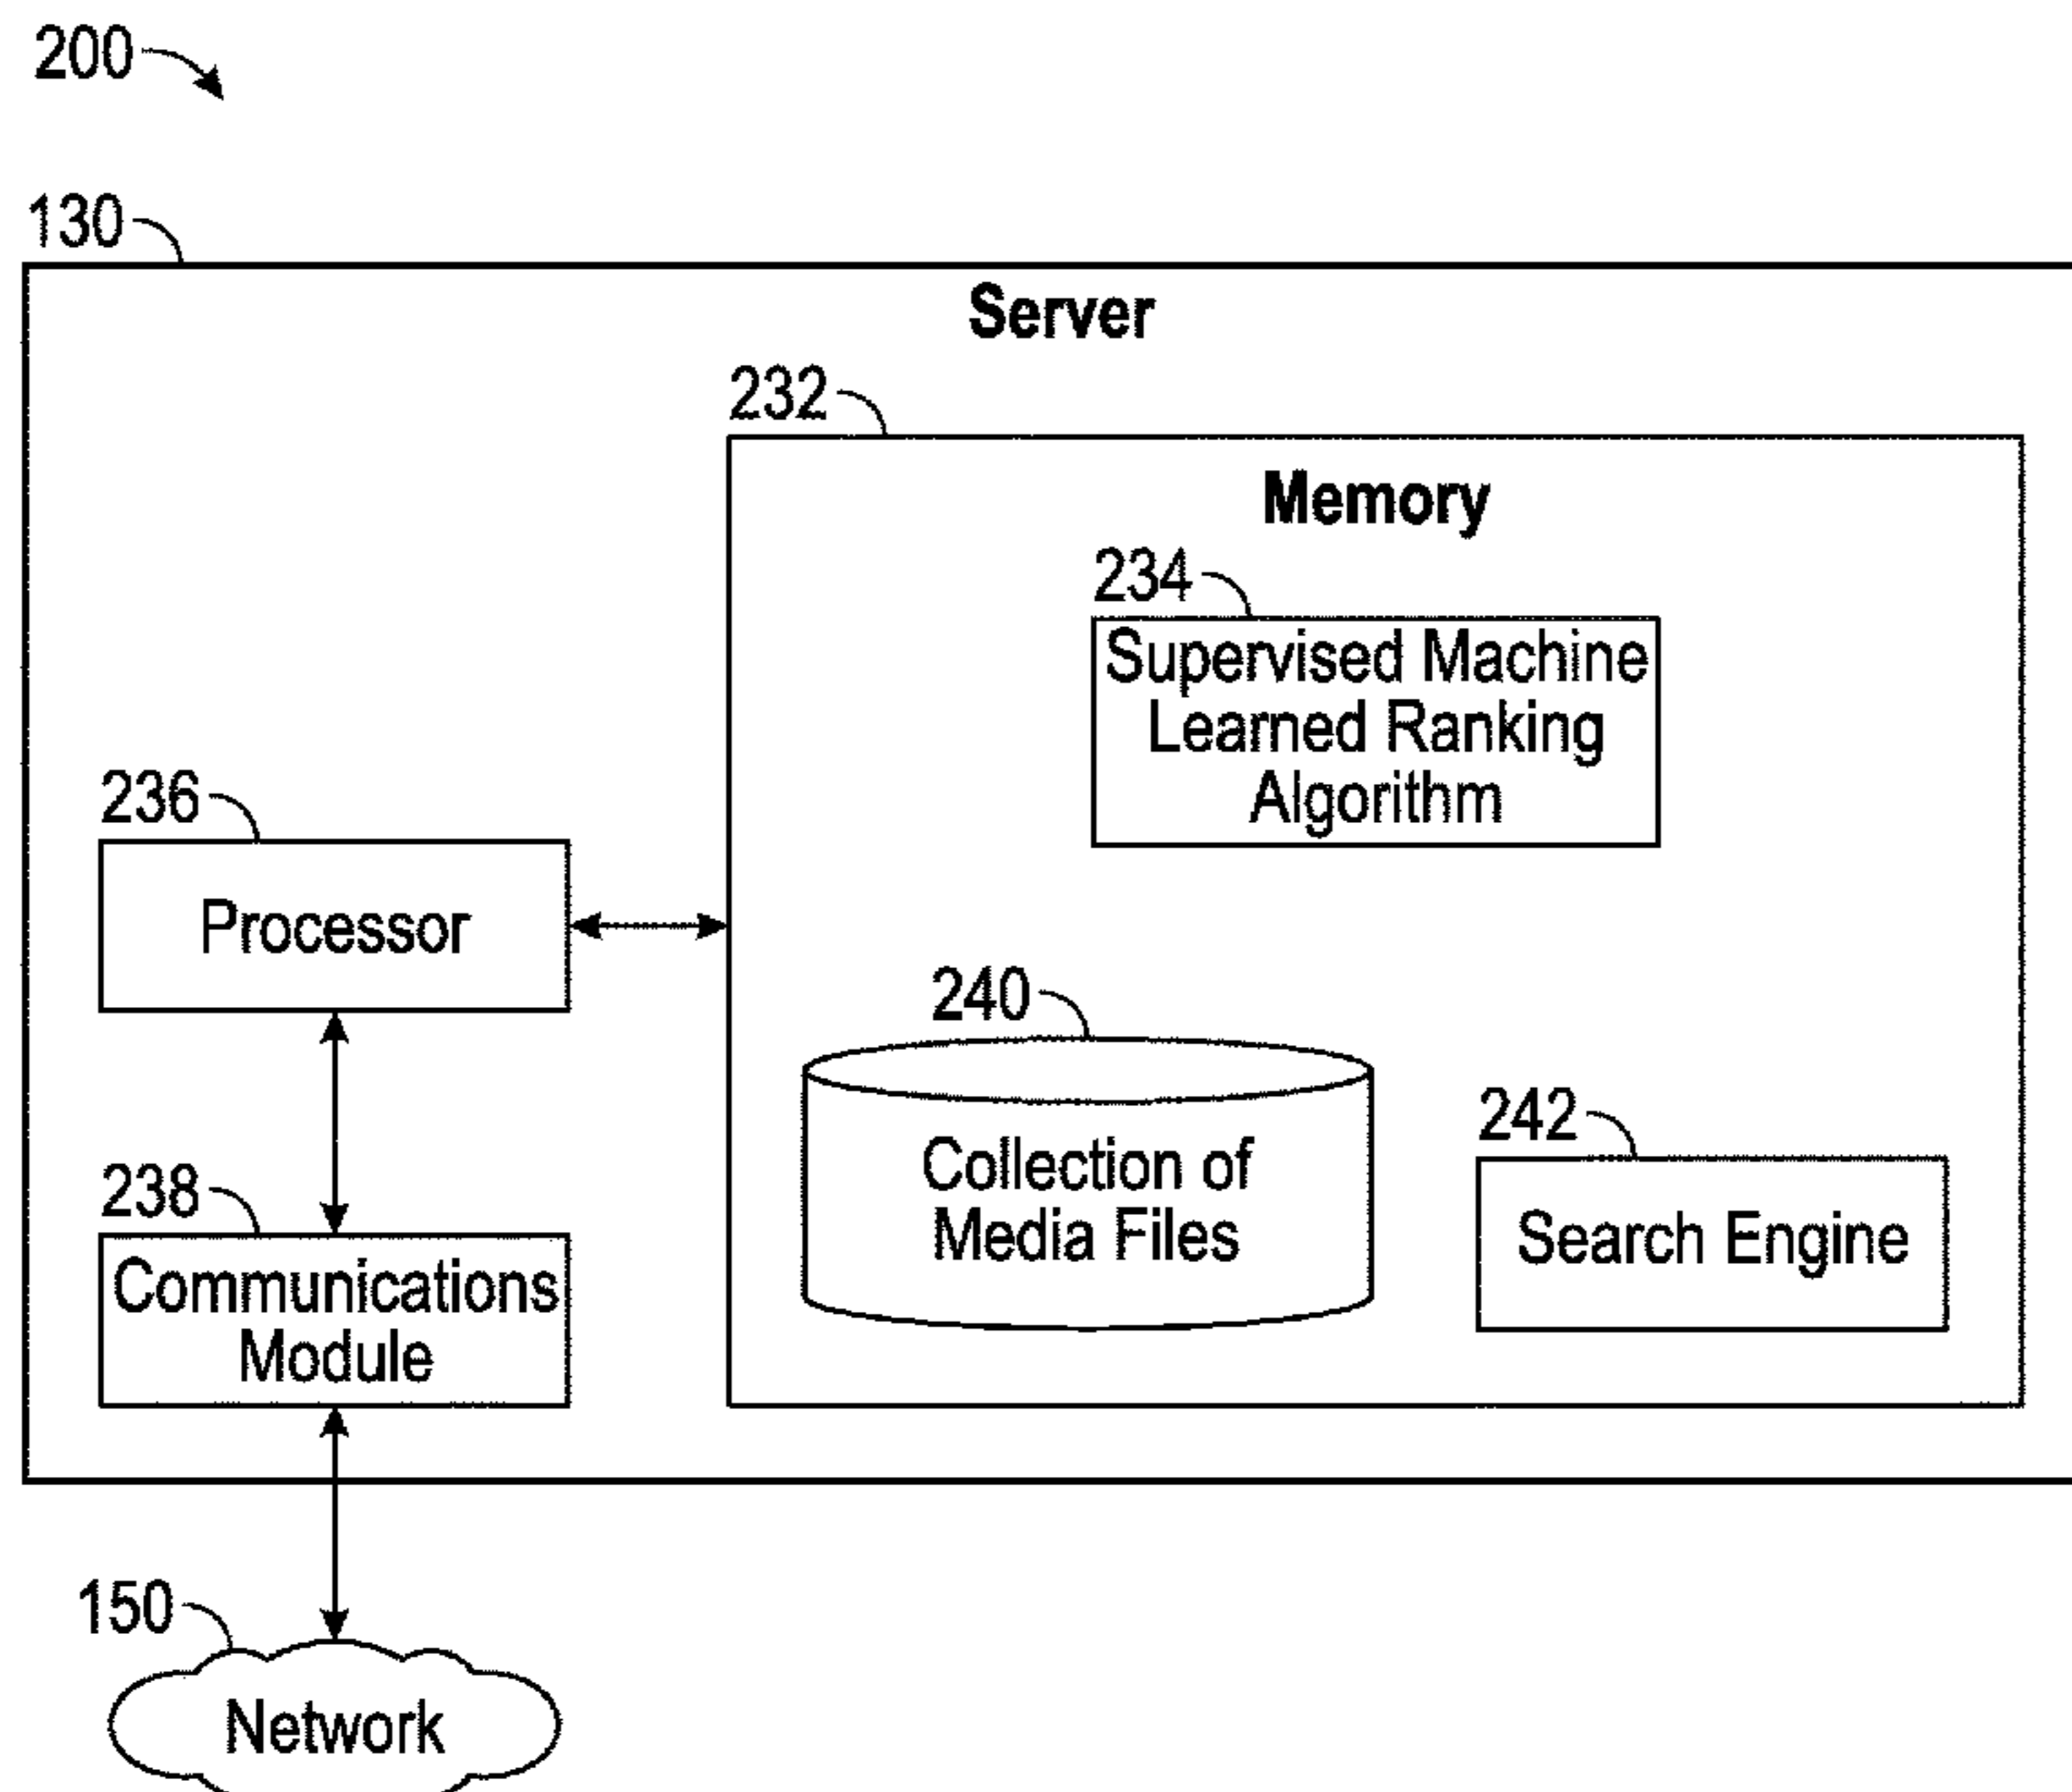 200
130
Server
232
Memory
234
Supervised Machine
Learned Ranking
Algorithm
236
Processor
240
Collection of
Media Files
242
Search Engine
238
Communications
Module
150
Network